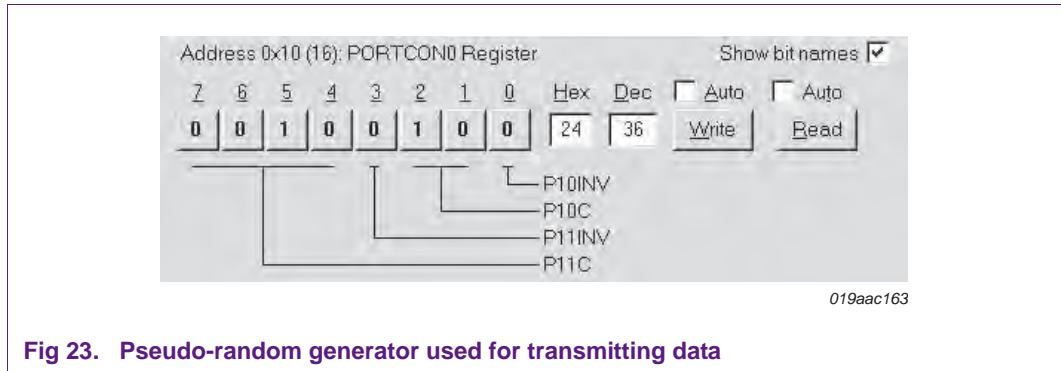 Address 0x10 (16): PORTCON0 Register Show bit names
7 6 5 4 3 2 1 0 Hex Dec Auto Auto
0 0 1 0 0 1 0 0 24 36 Write Read
P10INV
P10C
P11INV
P11C
019aac163
Fig 23. Pseudo-random generator used for transmitting data